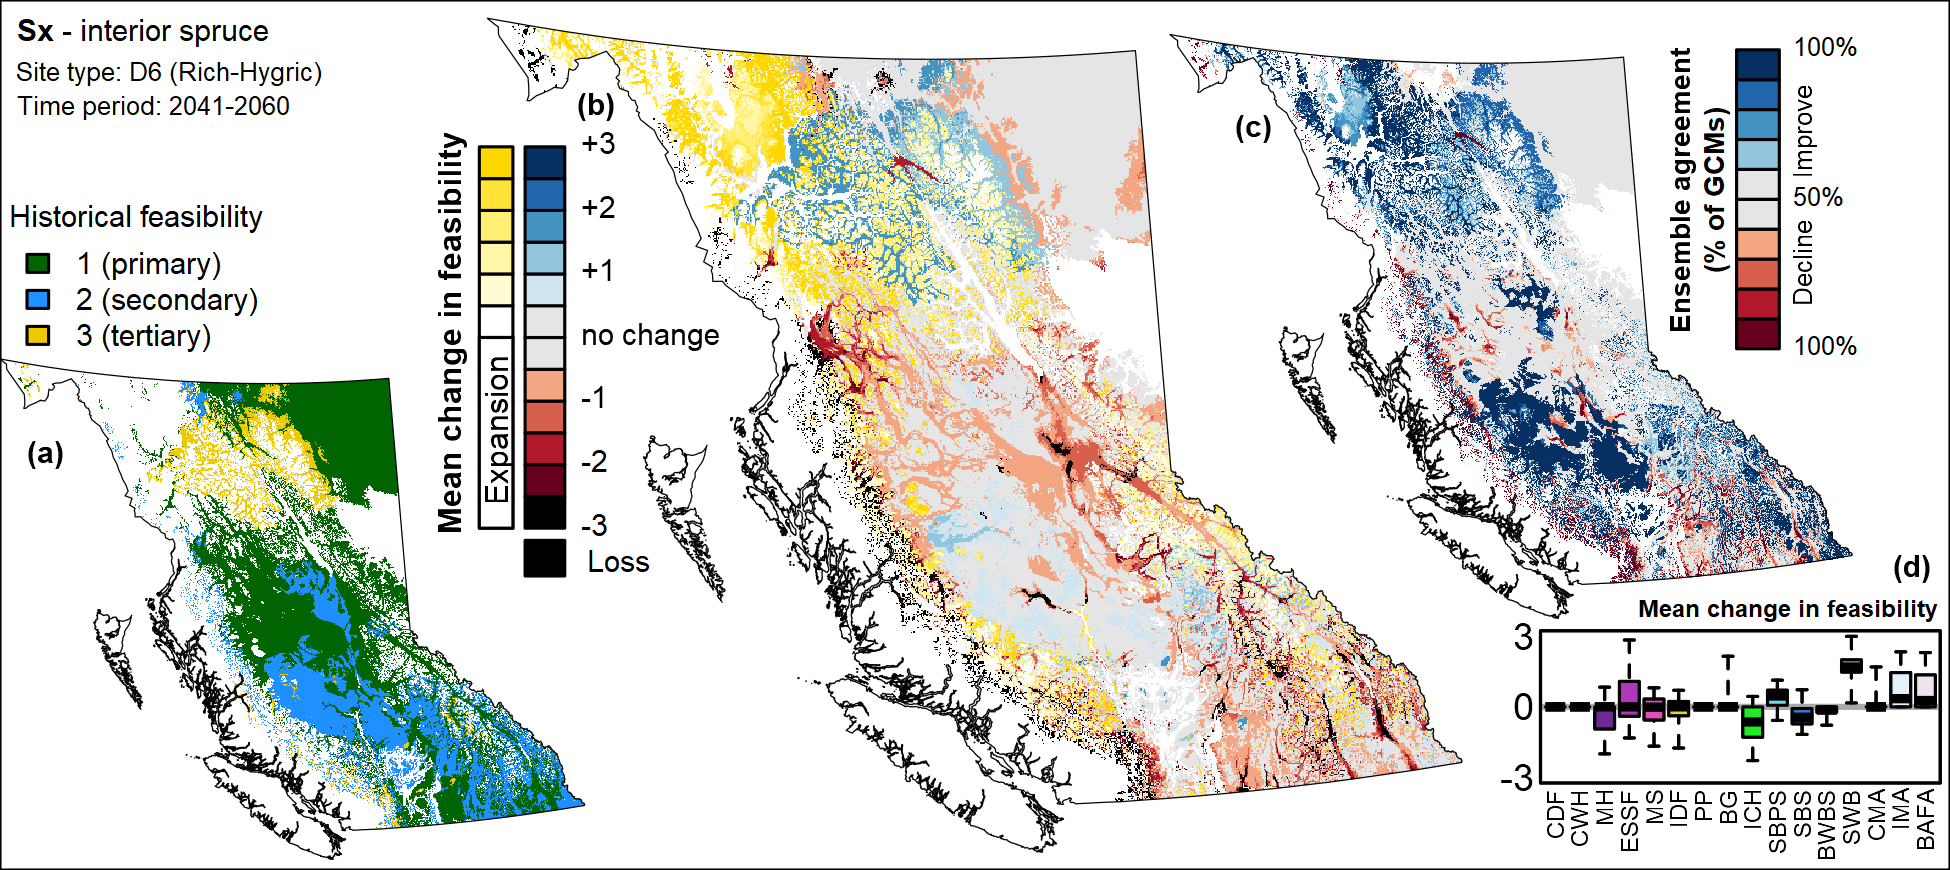 Sx - interior spruce
Site type: D6 (Rich-Hygric)
Time period: 2041-2060
Historical feasibility
1 (primary)
2 (secondary)
3 (tertiary)
(a)
(b)
Mean change in feasibility
Expansion
+3
+2
+1
no change
-1
-2
-3
Loss
(c)
Ensemble agreement
(% of GCMs)
Improve
Decline
100%
50%
100%
(d)
Mean change in feasibility
3
0
-3
CDF
CWH
MH
ESSF
MS
IDF
PP
BG
ICH
SBPS
SBS
BWBS
SWB
CMA
IMA
BAFA